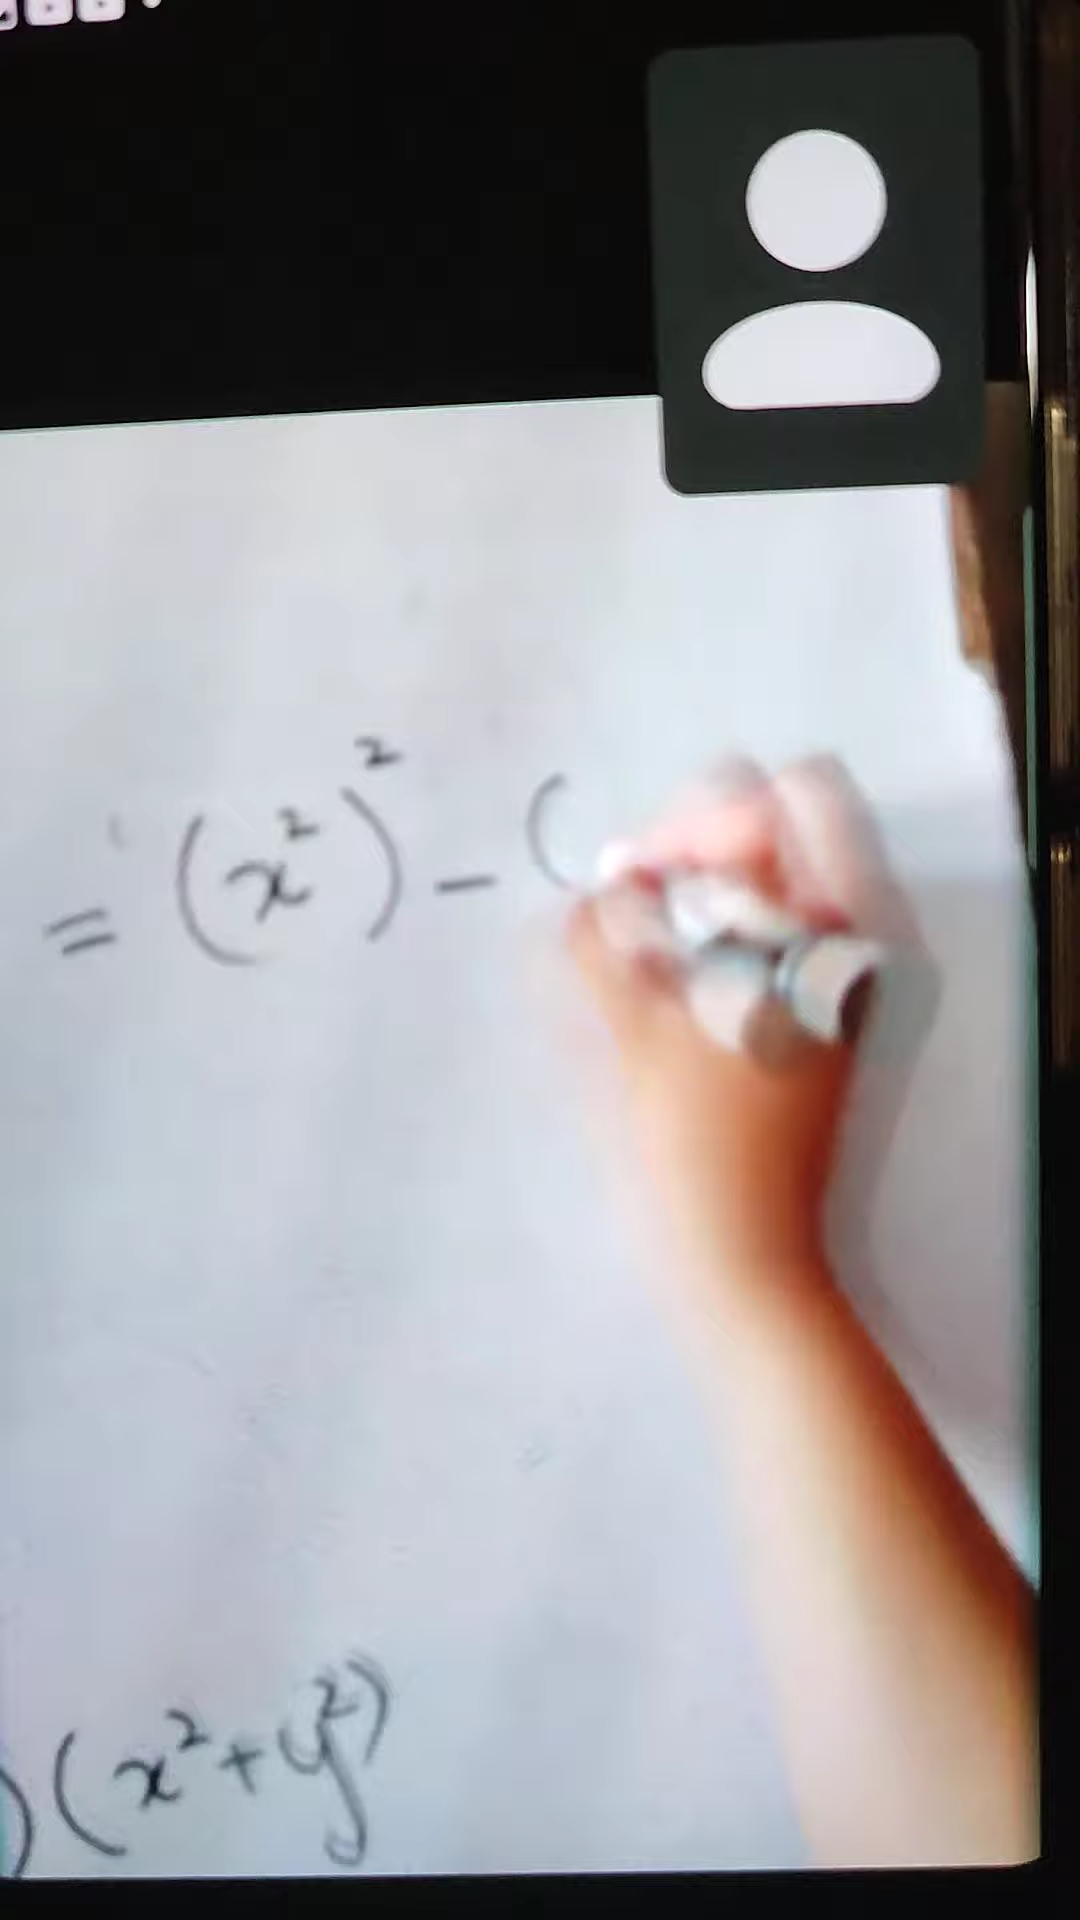 = (x²)² - (
) (x² + y²)